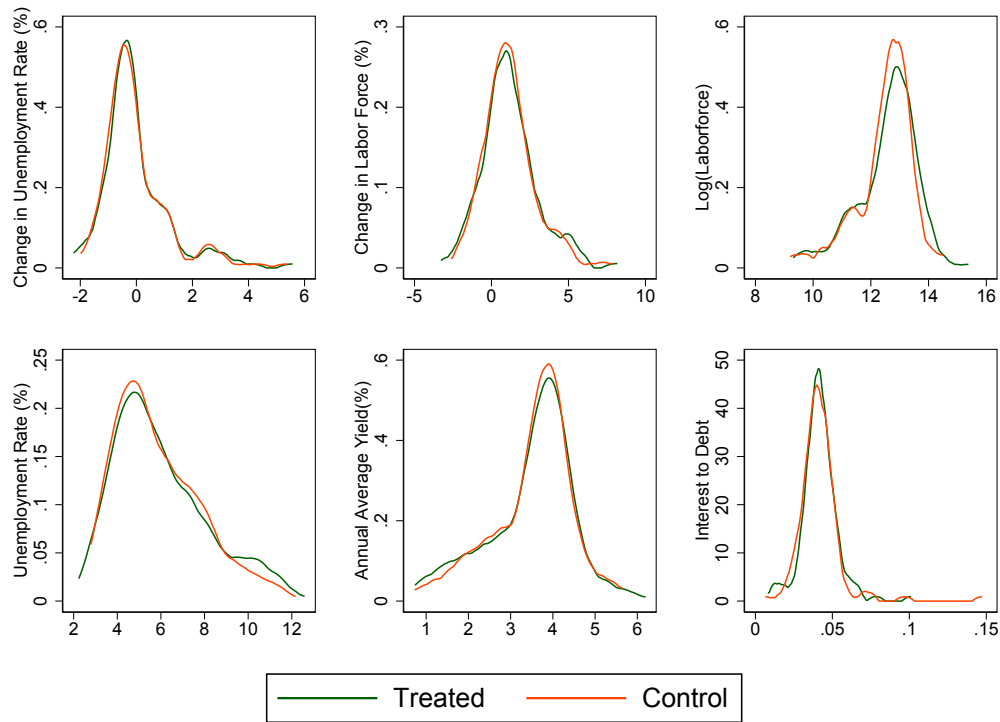 Change in Unemployment Rate (%)
0 .2 .4 .6
-2 0 2 4 6
Change in Labor Force (%)
0 .1 .2 .3
-5 0 5 10
Log(Laborforce)
0 .2 .4 .6
8 10 12 14 16
Unemployment Rate (%)
0 .05 .1 .15 .2 .25
2 4 6 8 10 12
Annual Average Yield(%)
0 .2 .4 .6
1 2 3 4 5 6
Interest to Debt
0 10 20 30 40 50
0 .05 .1 .15
Treated Control